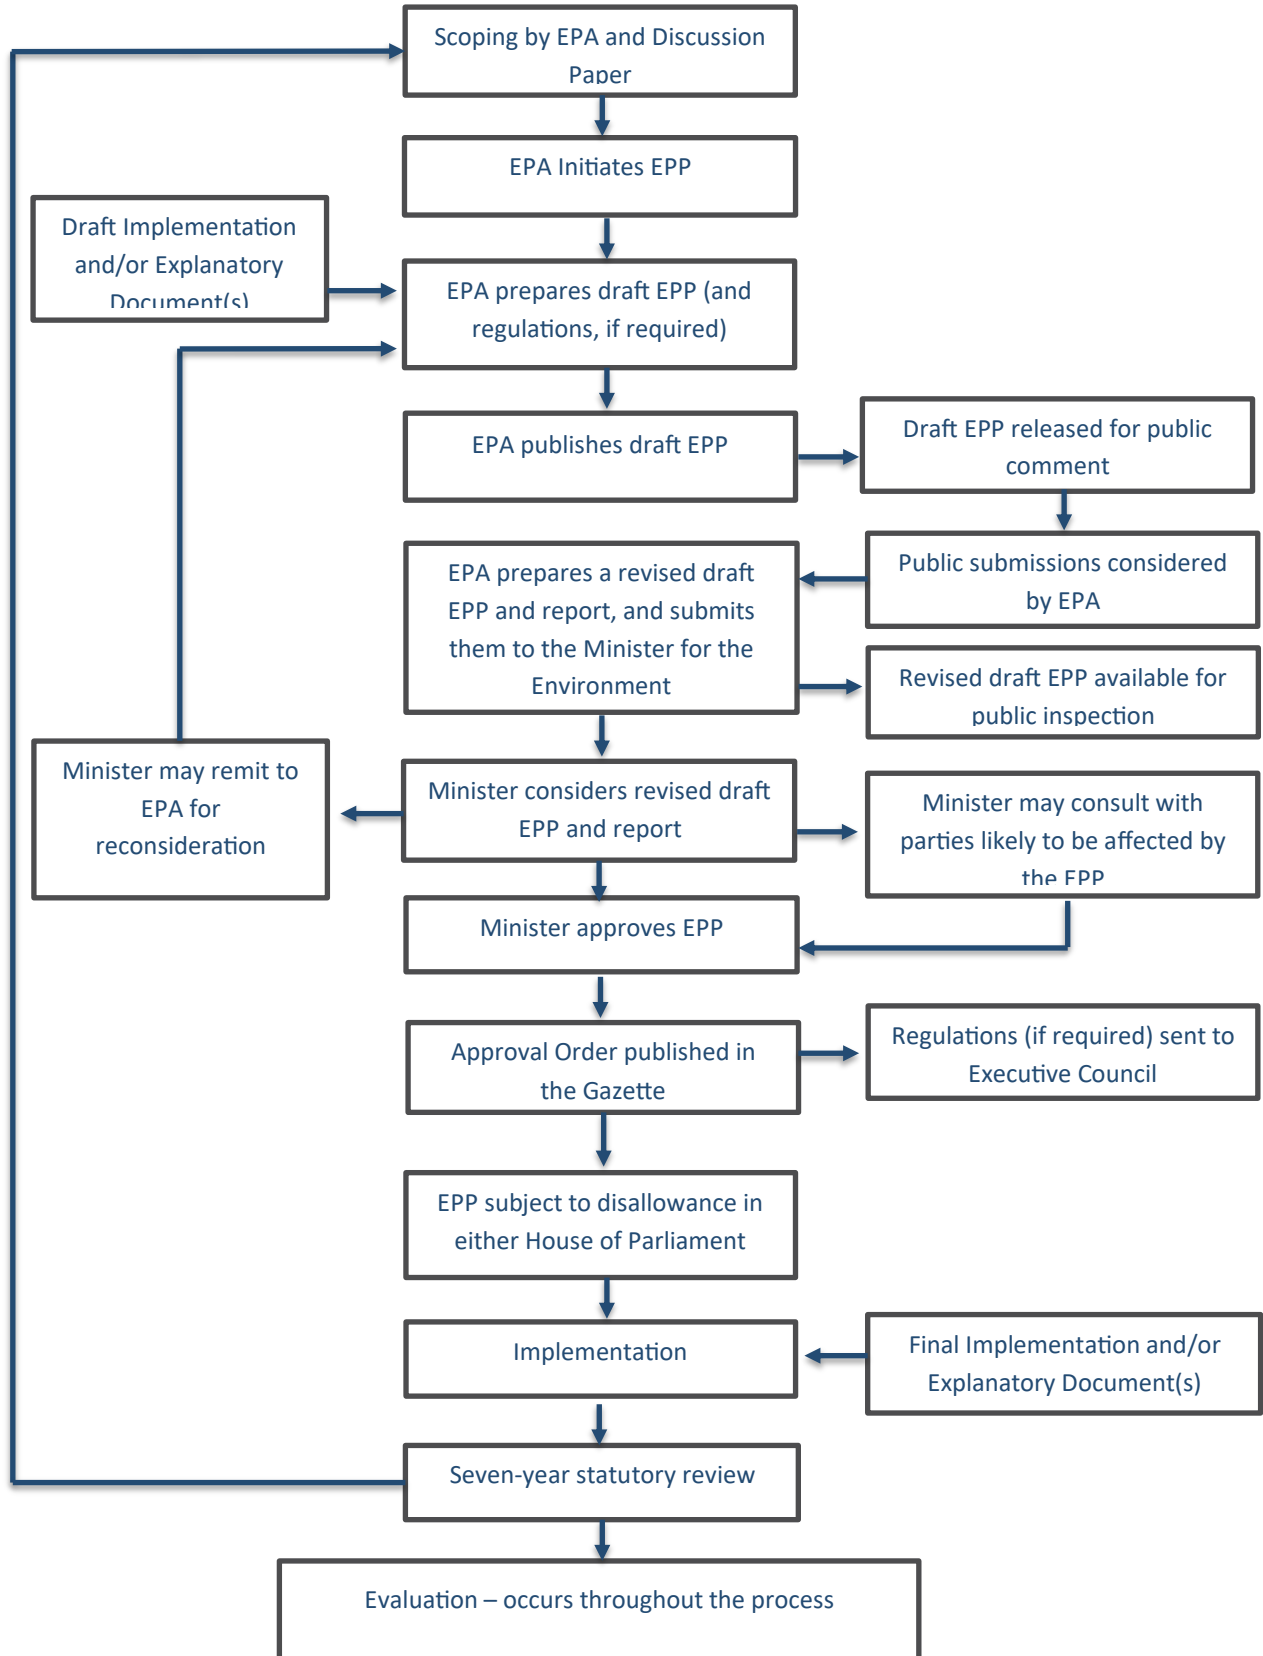 Scoping by EPA and Discussion
Paper
EPA Initiates EPP
Draft Implementation
and/or Explanatory
Document(s)
EPA prepares draft EPP (and
regulations, if required)
EPA publishes draft EPP
Draft EPP released for public
comment
Public submissions considered
by EPA
EPA prepares a revised draft
EPP and report, and submits
them to the Minister for the
Environment
Revised draft EPP available for
public inspection
Minister considers revised draft
EPP and report
Minister may remit to
EPA for
reconsideration
Minister may consult with
parties likely to be affected by
the EPP
Minister approves EPP
Approval Order published in
the Gazette
Regulations (if required) sent to
Executive Council
EPP subject to disallowance in
either House of Parliament
Implementation
Final Implementation and/or
Explanatory Document(s)
Seven-year statutory review
Evaluation – occurs throughout the process